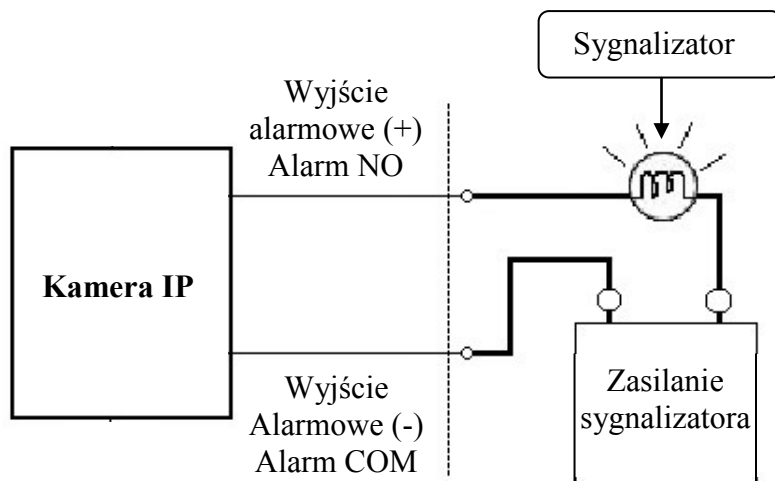 Sygnalizator
Wyjście
alarmowe (+)
Alarm NO
Kamera IP
Wyjście
Alarmowe (-)
Alarm COM
Zasilanie
sygnalizatora